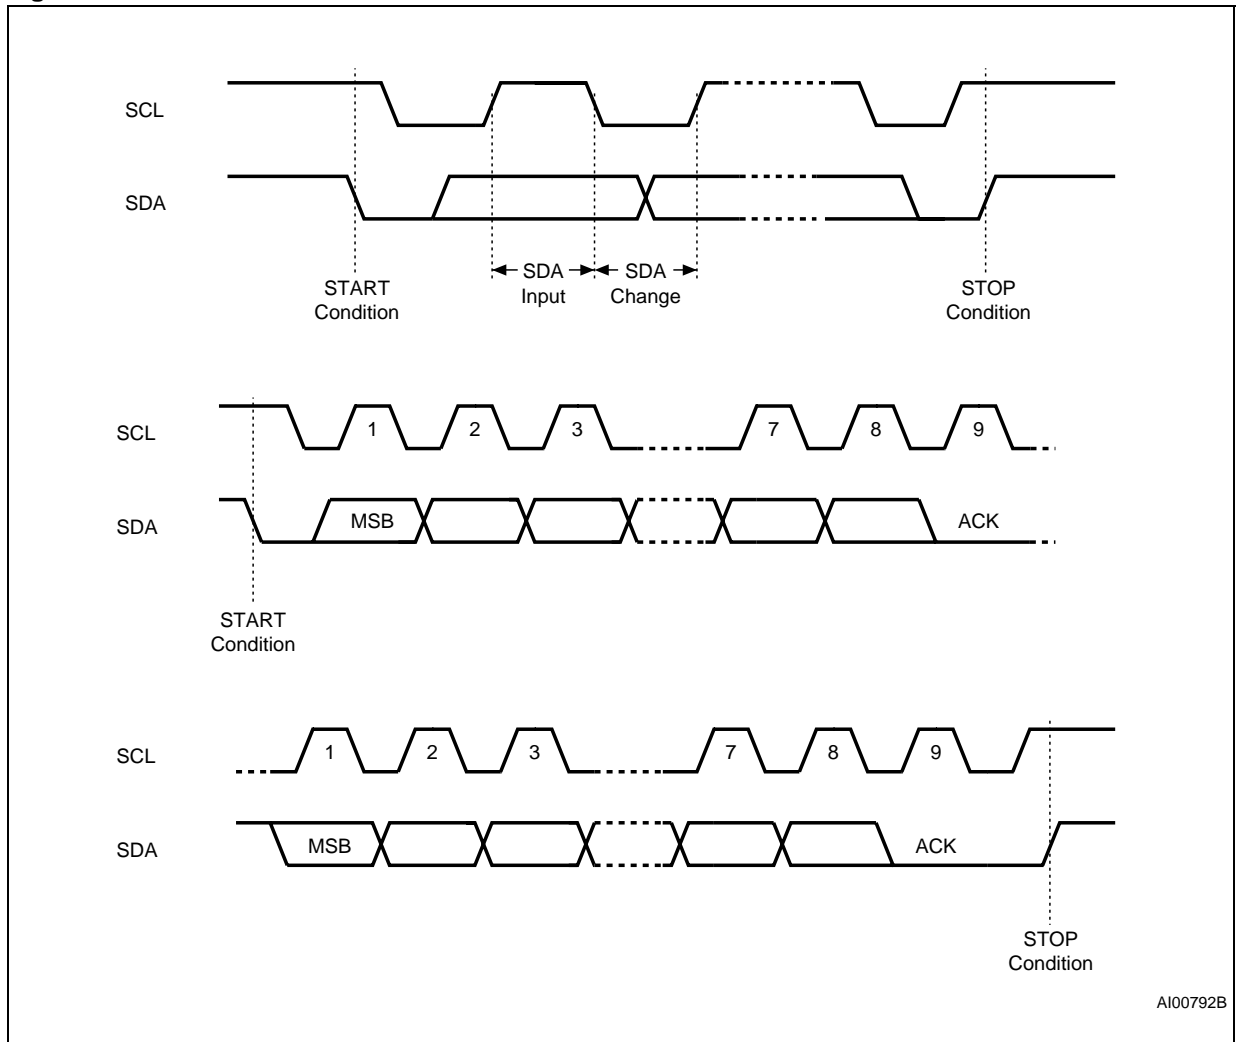 SCL
SDA
SDA
Input
SDA
Change
START
Condition
STOP
Condition
SCL
1
2
3
7
8
9
SDA
MSB
ACK
START
Condition
SCL
1
2
3
7
8
9
SDA
MSB
ACK
STOP
Condition
AI00792B